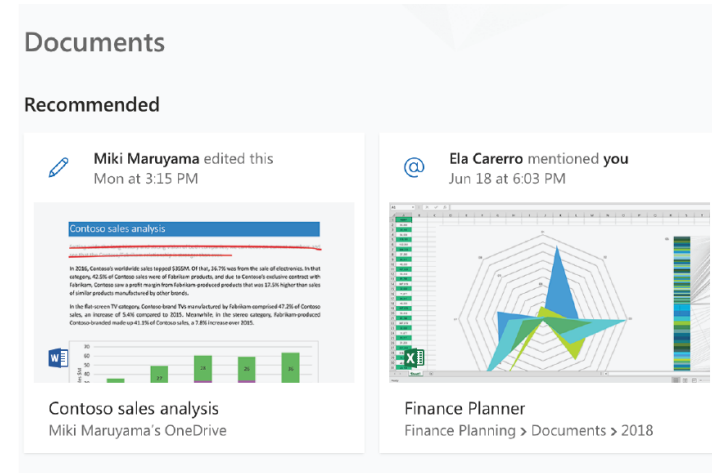 Documents
Recommended
Miki Maruyama edited this
Mon at 3:15 PM
Contoso sales analysis
In 2016, Contoso's worldwide sales topped $355M. Of that, 36.7% was from the sale of electronics. In that
category, 42.5% of Contoso sales were of Fabrikam products, and due to Contoso's exclusive contract with
Fabrikam, Contoso saw a profit margin from Fabrikam-produced products that was 17.5% higher than sales
of similar products manufactured by other brands.
In the flat-screen TV category, Contoso-brand TVs manufactured by Fabrikam comprised 47.2% of Contoso
sales, an increase of 5.4% compared to 2015. Meanwhile, in the stereo category, Fabrikam-produced
Contoso-branded made up 41.1% of Contoso sales, a 7.8% increase over 2015.
Contoso sales analysis
Miki Maruyama's OneDrive
Ela Carerro mentioned you
Jun 18 at 6:03 PM
Finance Planner
Finance Planning > Documents > 2018